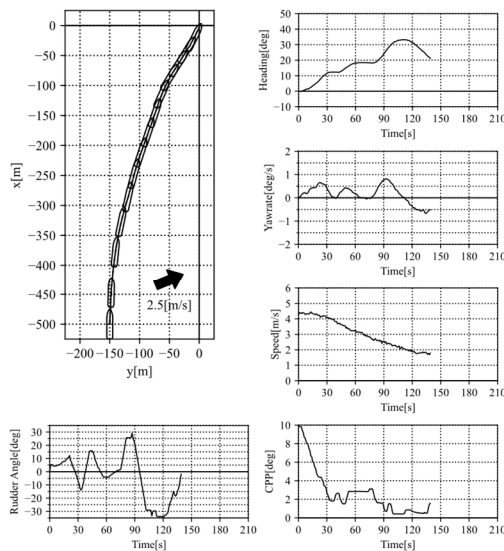 0
−50
−100
−150
−200
−250
−300
−350
−400
−450
−500
x[m]
2.5[m/s]
−200 −150 −100 −50 0
y[m]
50
40
30
20
10
0
−10
Heading[deg]
0 30 60 90 120 150 180 210
Time[s]
2
1
0
−1
−2
Yawrate[deg/s]
0 30 60 90 120 150 180 210
Time[s]
6
5
4
3
2
1
0
Speed[m/s]
0 30 60 90 120 150 180 210
Time[s]
30
20
10
0
−10
−20
−30
Rudder Angle[deg]
0 30 60 90 120 150 180 210
Time[s]
10
8
6
4
2
0
CPP[deg]
0 30 60 90 120 150 180 210
Time[s]